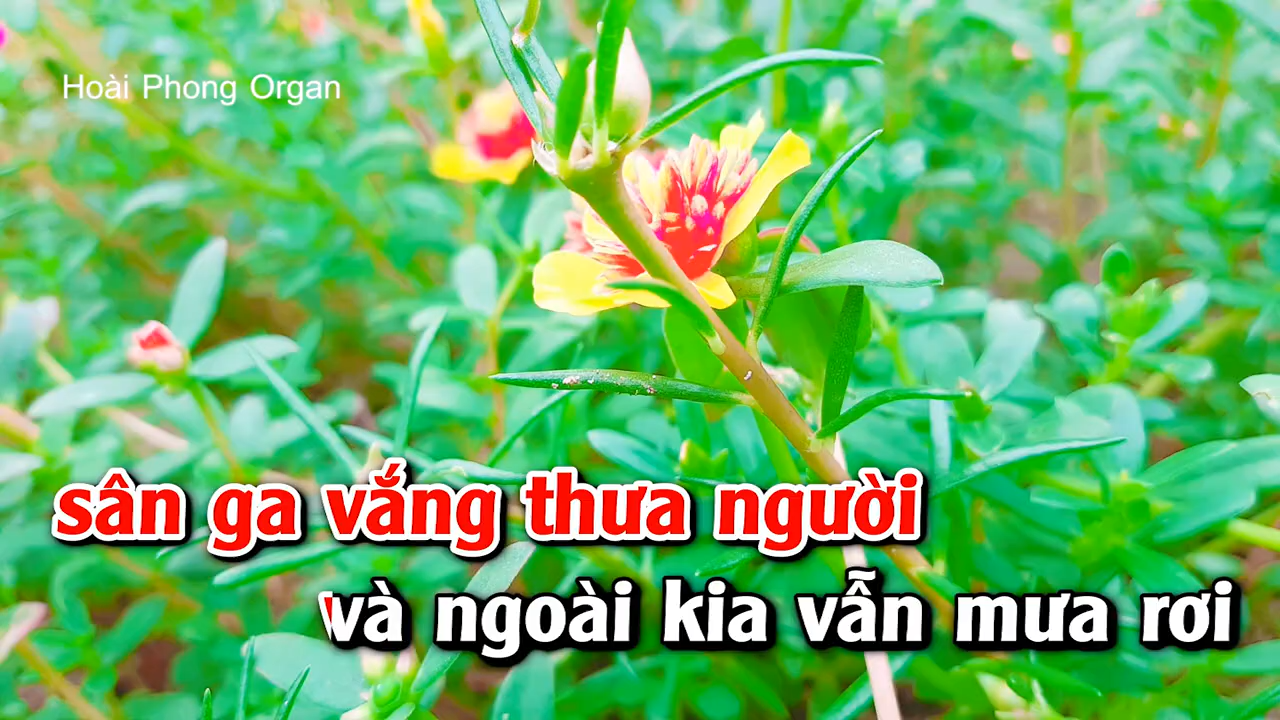 Hoài Phong Organ
sân ga vắng thưa người
và ngoài kia vẫn mưa rơi